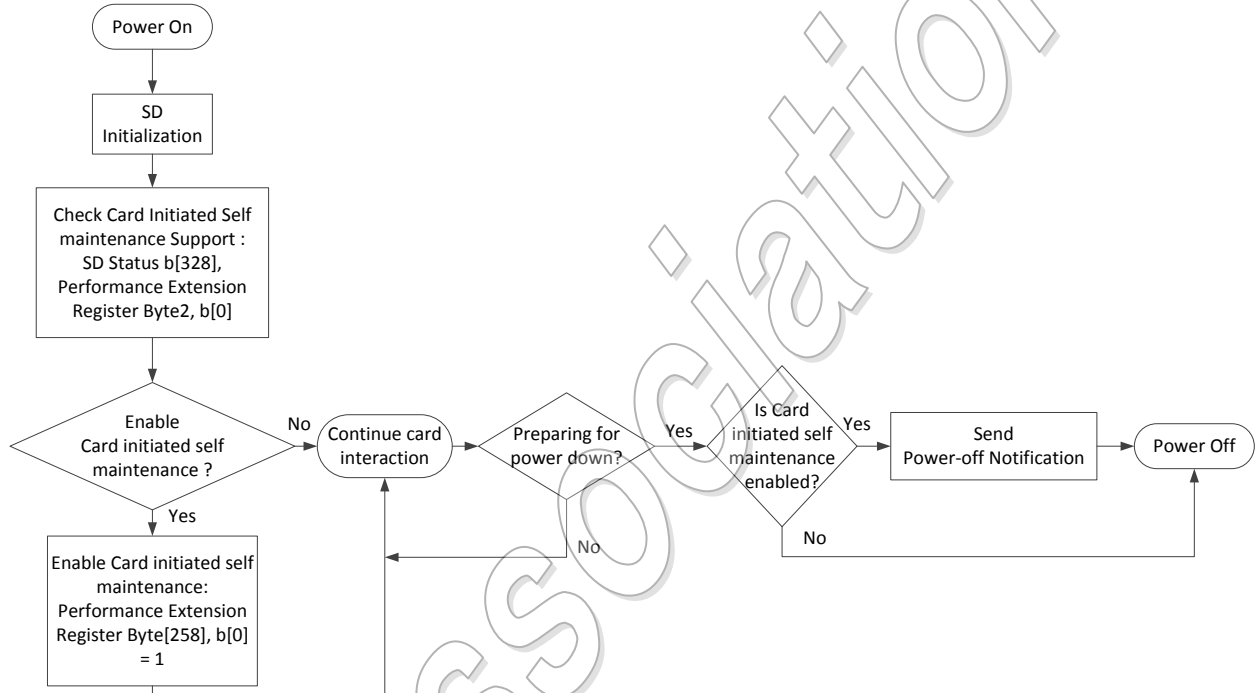 Power On
SD
Initialization
Check Card Initiated Self
maintenance Support :
SD Status b[328],
Performance Extension
Register Byte2, b[0]
Enable
Card initiated self
maintenance ?
No
Yes
Enable Card initiated self
maintenance:
Performance Extension
Register Byte[258], b[0]
= 1
Continue card
interaction
Preparing for
power down?
Yes
No
Is Card
initiated self
maintenance
enabled?
Yes
No
Send
Power-off Notification
Power Off
ssociation